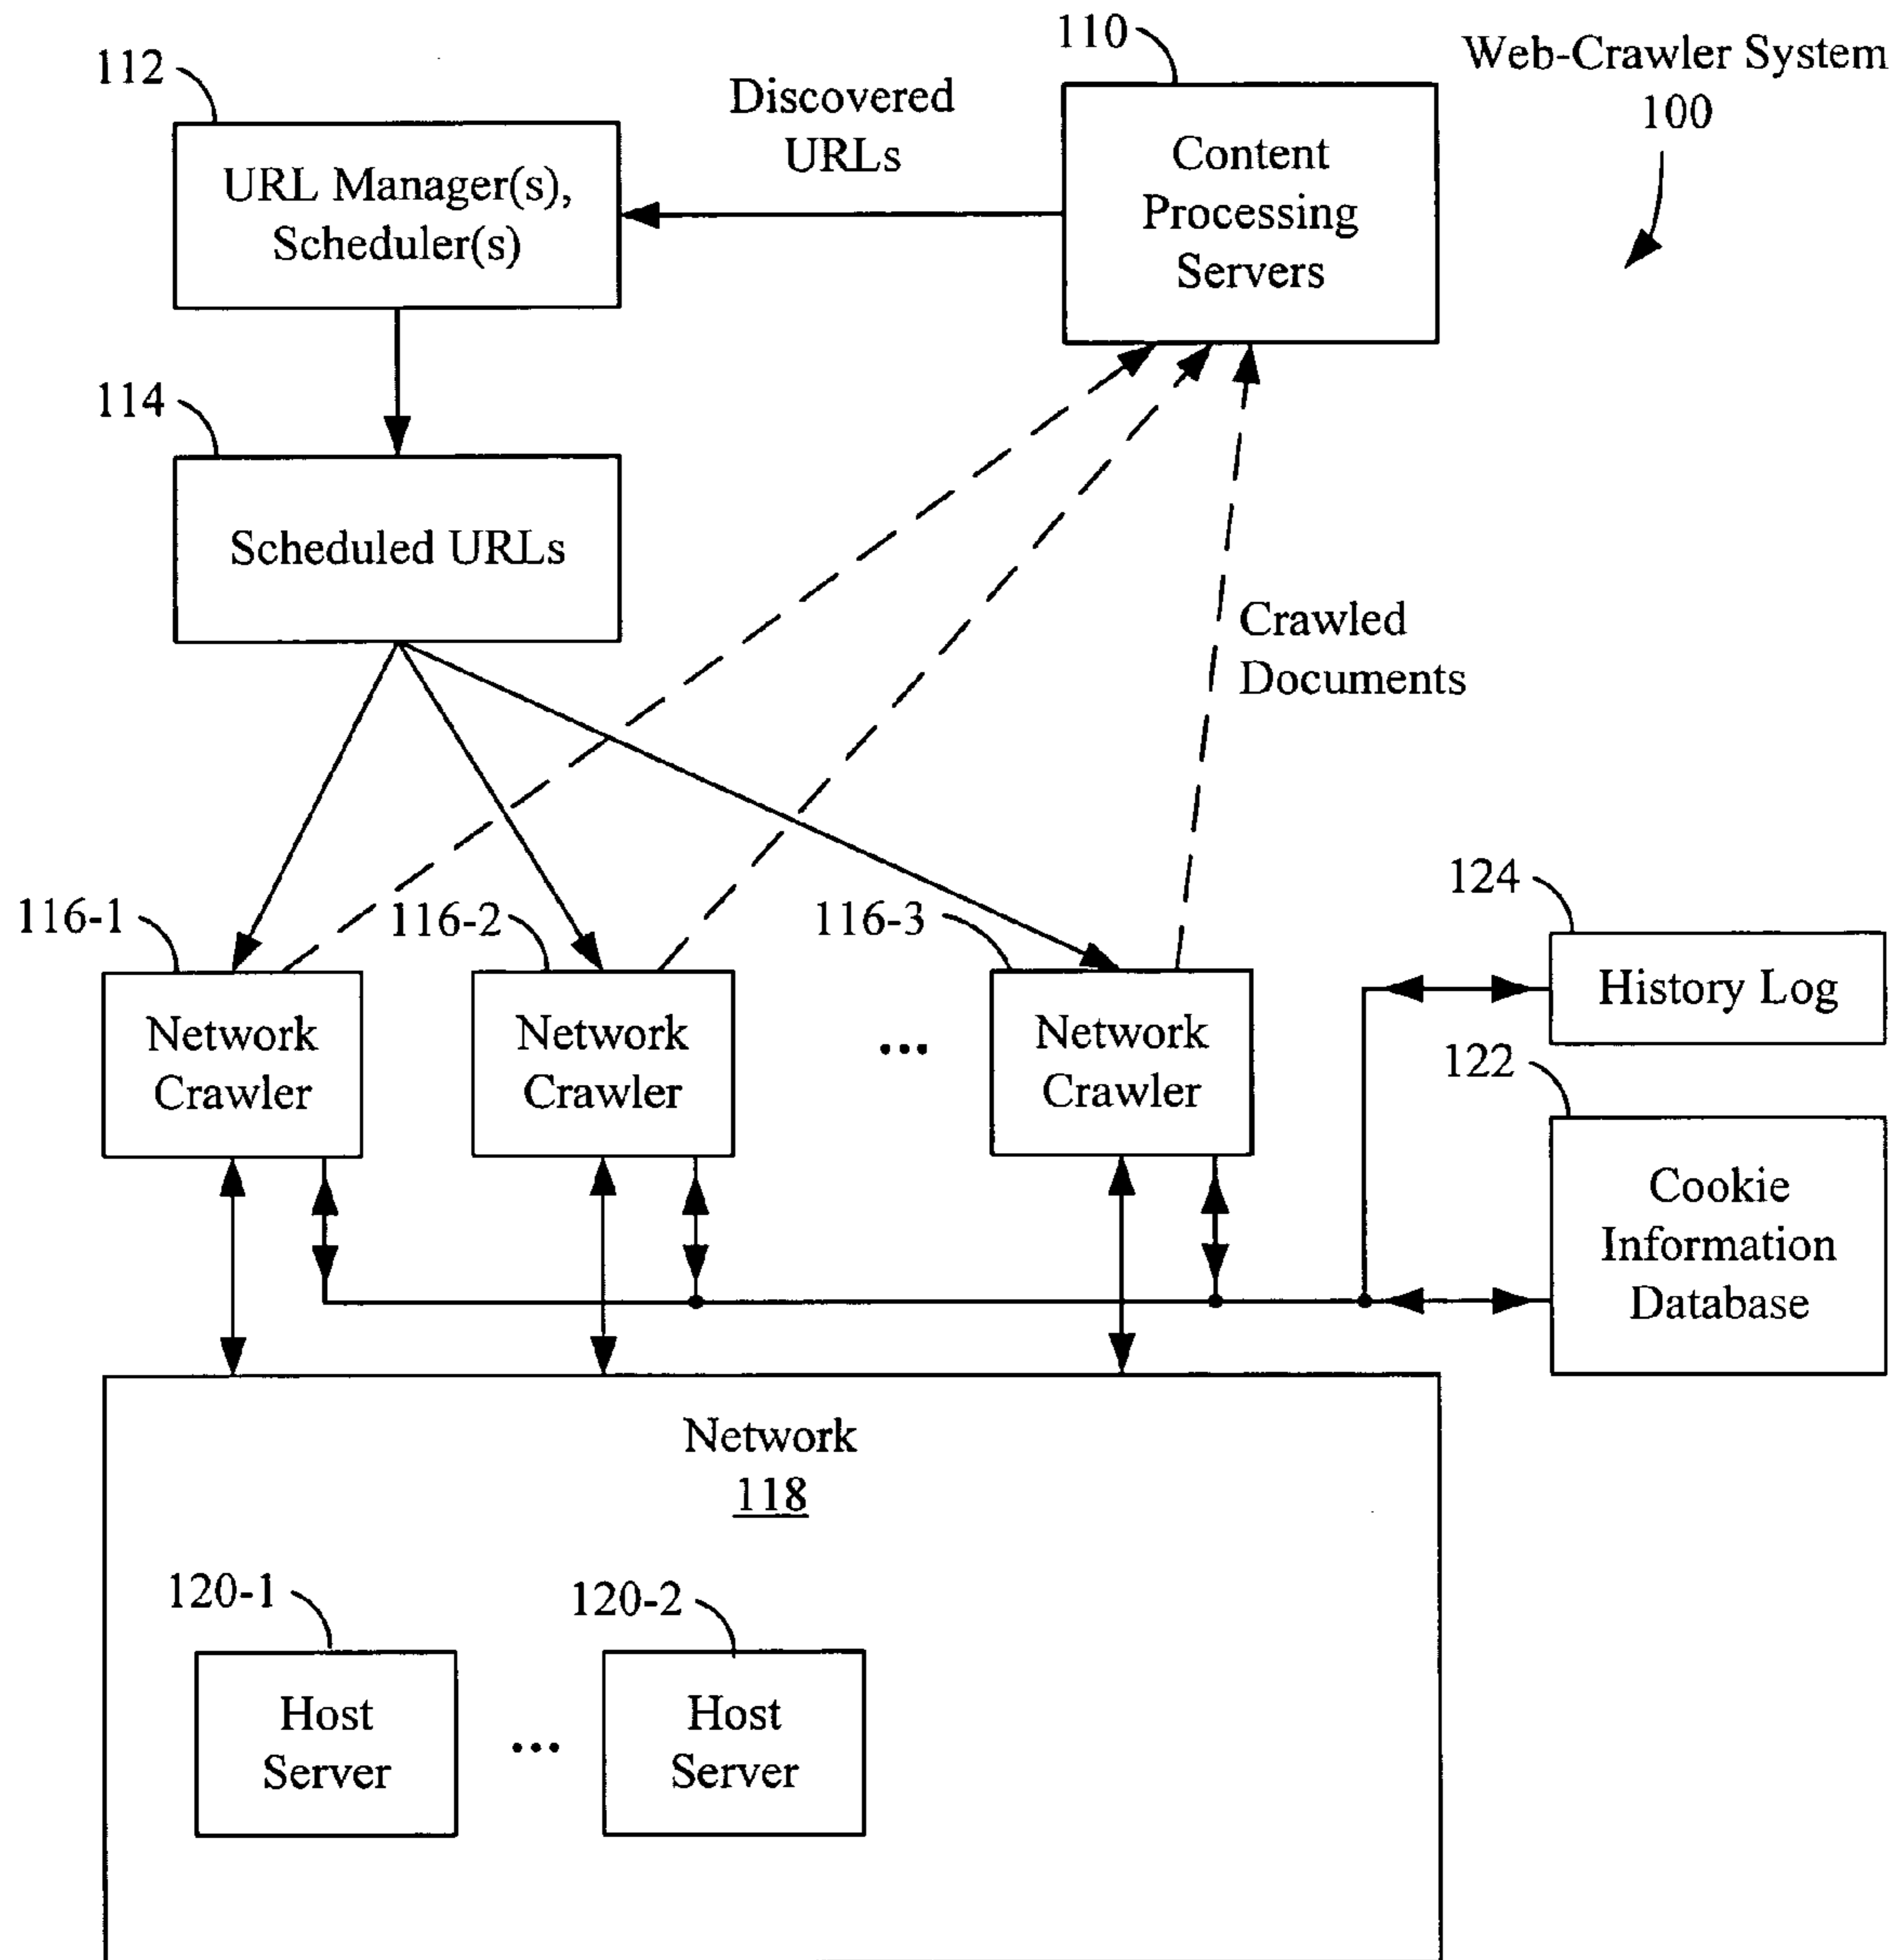 110
Web-Crawler System
100
112
Discovered
URLs
Content
Processing
Servers
URL Manager(s),
Scheduler(s)
114
Scheduled URLs
Crawled
Documents
116-1
116-2
116-3
124
Network
Crawler
Network
Crawler
...
Network
Crawler
History Log
122
Cookie
Information
Database
Network
118
120-1
120-2
Host
Server
...
Host
Server